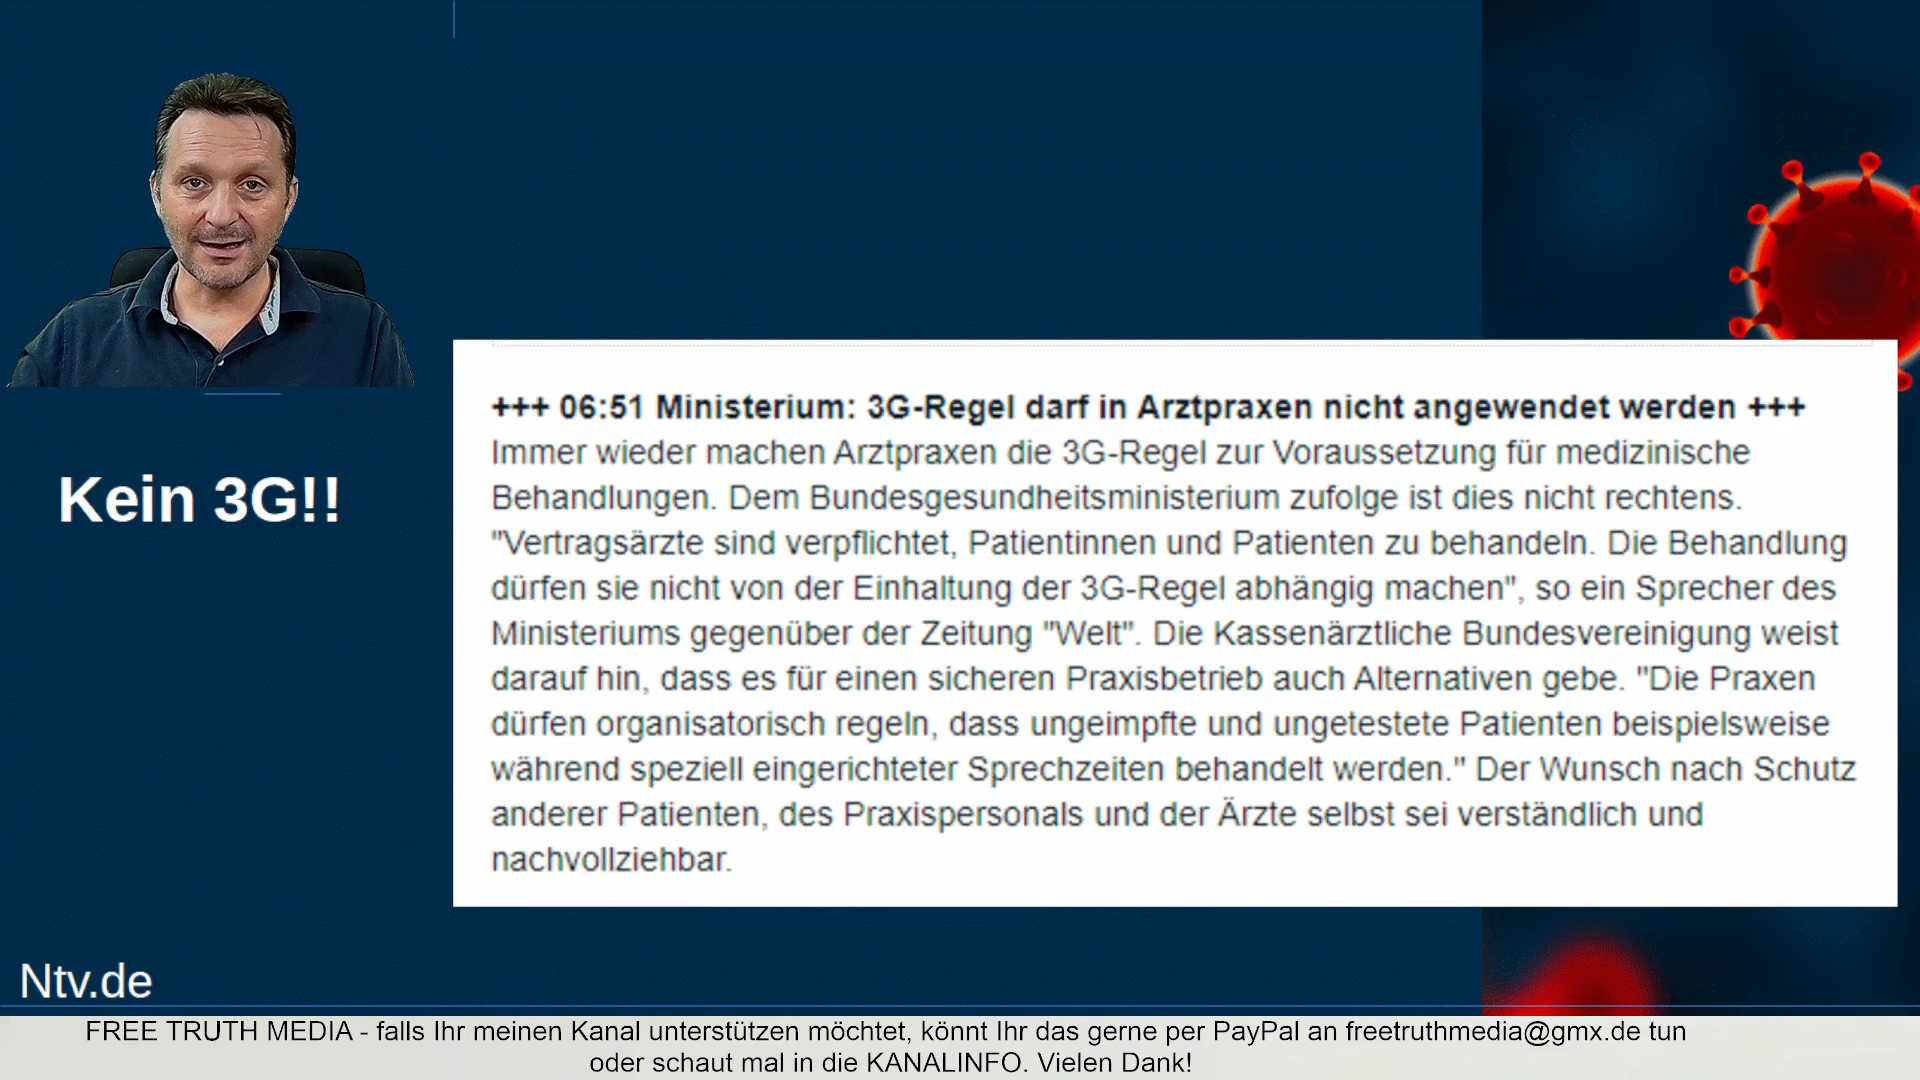 +++ 06:51 Ministerium: 3G-Regel darf in Arztpraxen nicht angewendet werden +++
Immer wieder machen Arztpraxen die 3G-Regel zur Voraussetzung für medizinische
Behandlungen. Dem Bundesgesundheitsministerium zufolge ist dies nicht rechtens.
"Vertragsärzte sind verpflichtet, Patientinnen und Patienten zu behandeln. Die Behandlung
dürfen sie nicht von der Einhaltung der 3G-Regel abhängig machen", so ein Sprecher des
Ministeriums gegenüber der Zeitung "Welt". Die Kassenärztliche Bundesvereinigung weist
darauf hin, dass es für einen sicheren Praxisbetrieb auch Alternativen gebe. "Die Praxen
dürfen organisatorisch regeln, dass ungeimpfte und ungetestete Patienten beispielsweise
während speziell eingerichteter Sprechzeiten behandelt werden." Der Wunsch nach Schutz
anderer Patienten, des Praxispersonals und der Ärzte selbst sei verständlich und
nachvollziehbar.
Kein 3G!!
Ntv.de
FREE TRUTH MEDIA - falls Ihr meinen Kanal unterstützen möchtet, könnt Ihr das gerne per PayPal an freetruthmedia@gmx.de tun
oder schaut mal in die KANALINFO. Vielen Dank!